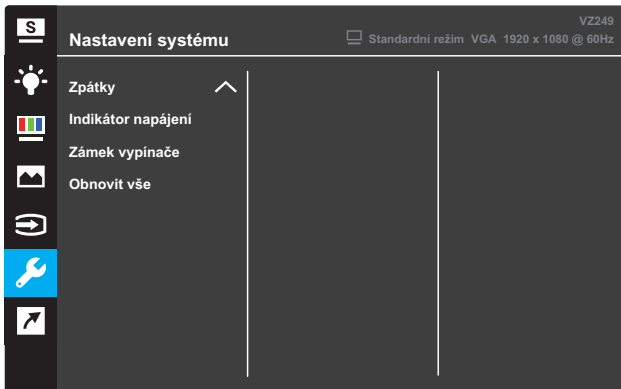 S
VZ249
Nastavení systému
Standardní režim VGA 1920 x 1080 @ 60Hz
Zpátky
Indikátor napájení
Zámek vypínače
Obnovit vše